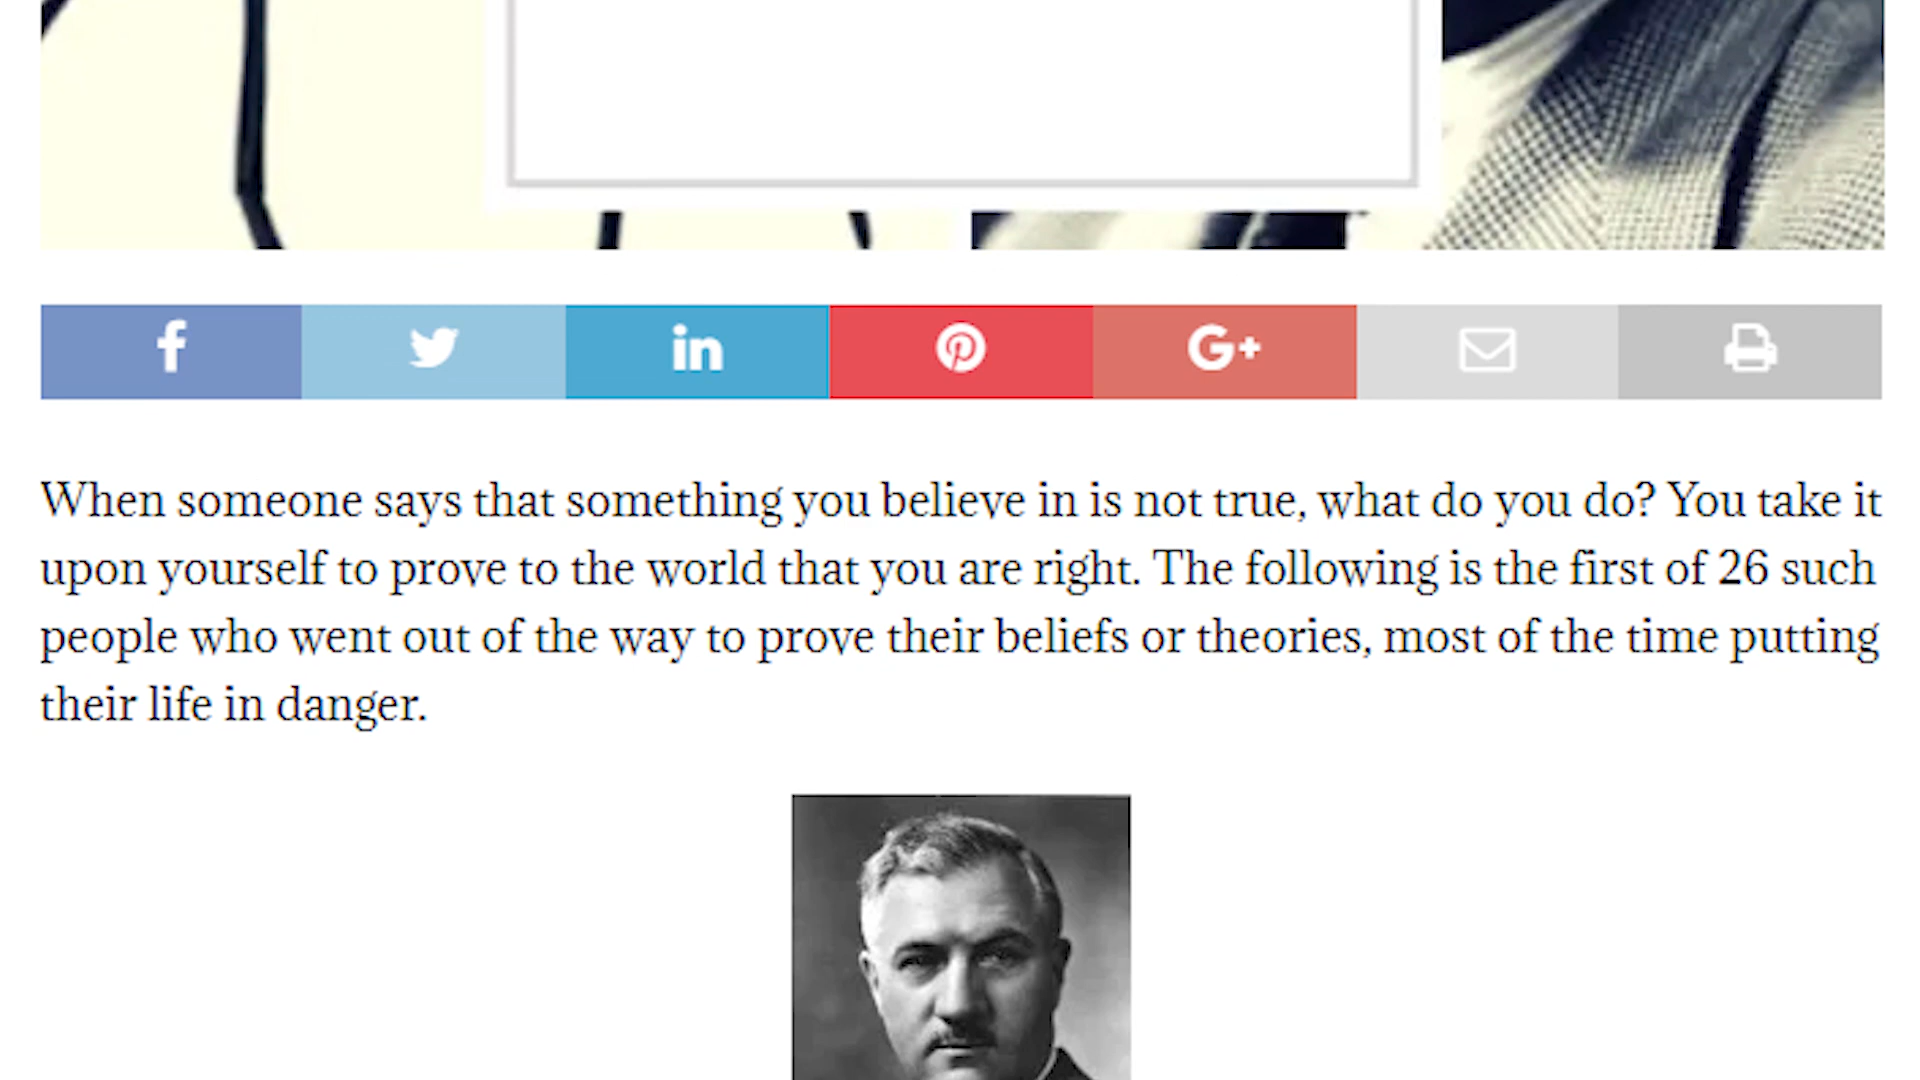 f in G+
When someone says that something you believe in is not true, what do you do? You take it
upon yourself to prove to the world that you are right. The following is the first of 26 such
people who went out of the way to prove their beliefs or theories, most of the time putting
their life in danger.